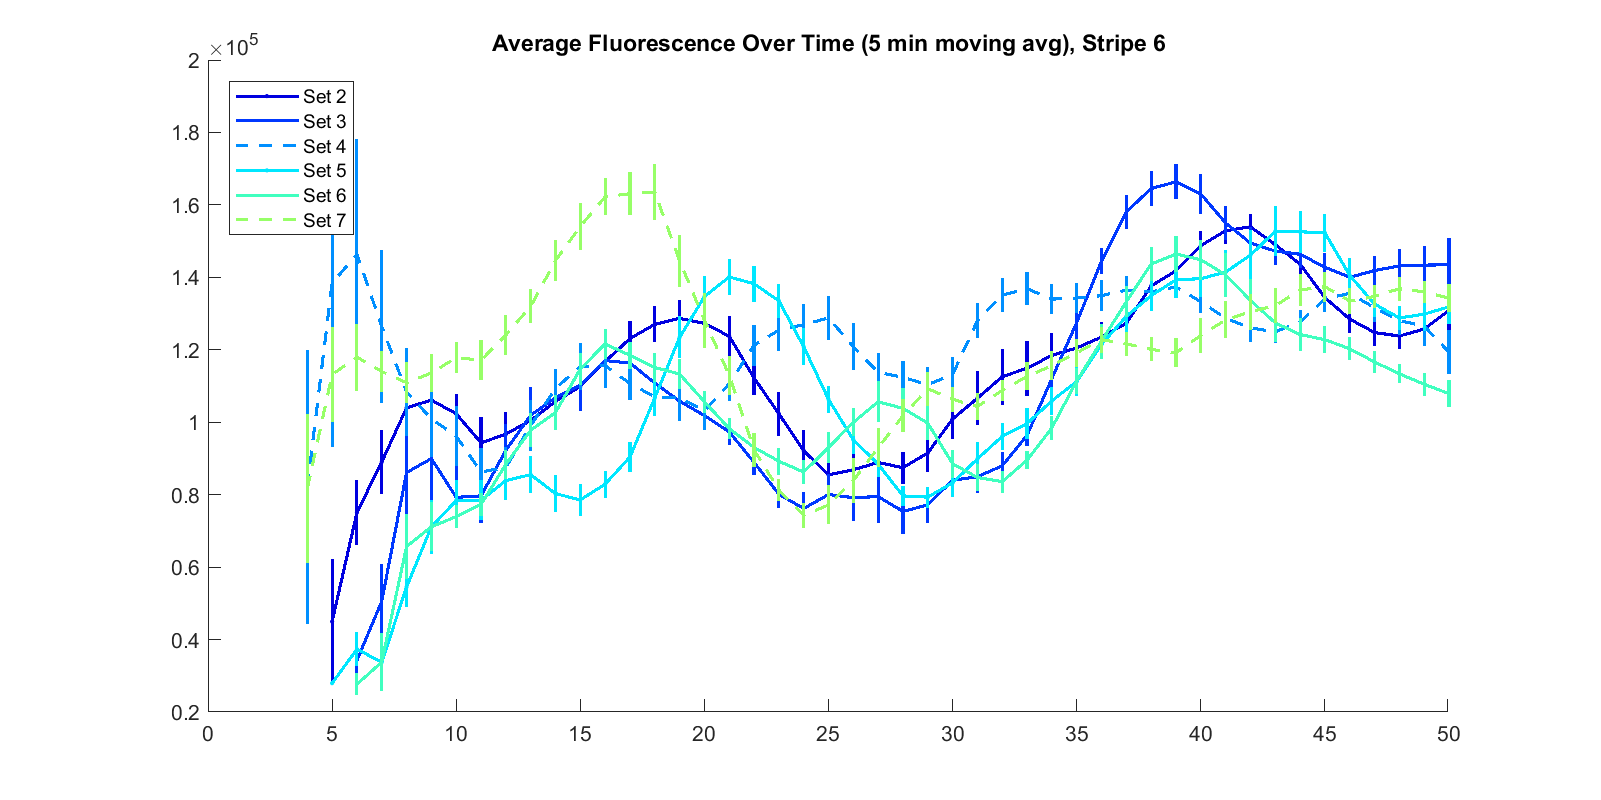 Average Fluorescence Over Time (5 min moving avg), Stripe 6
×10^5
2
1.8
1.6
1.4
1.2
1
0.8
0.6
0.4
0.2
Set 2
Set 3
Set 4
Set 5
Set 6
Set 7
0 5 10 15 20 25 30 35 40 45 50